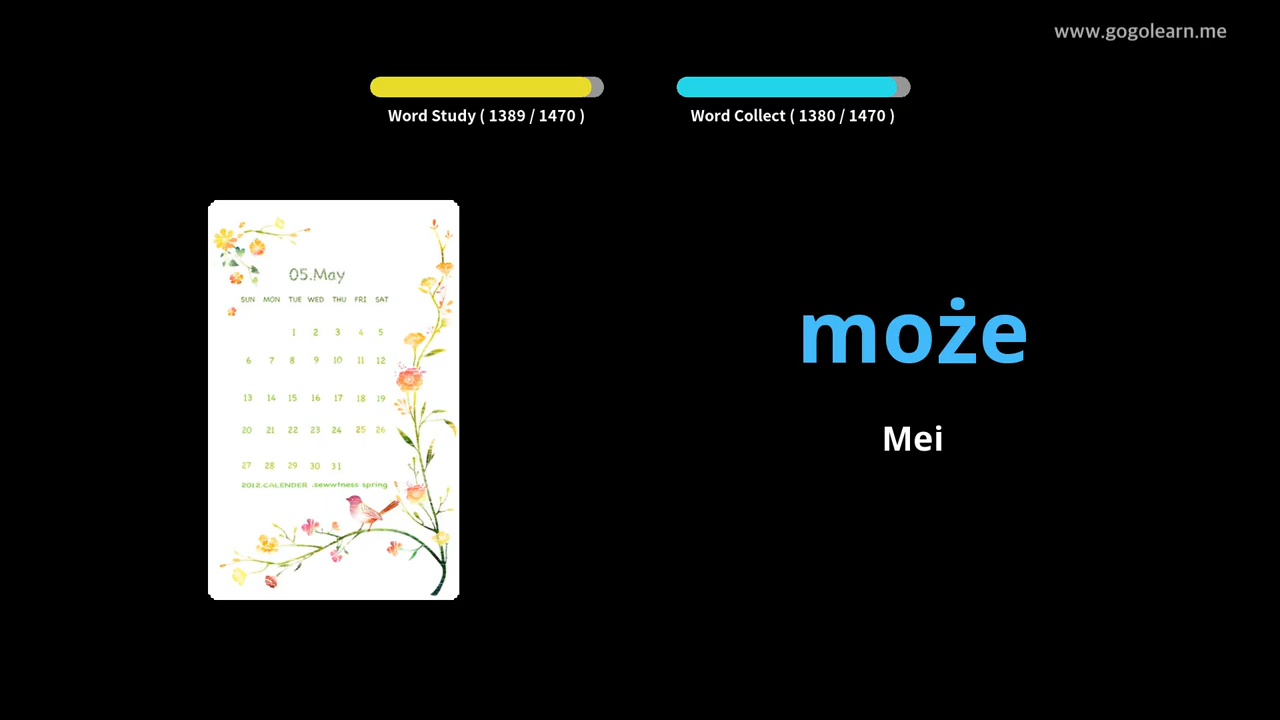 www.gogolearn.me
Word Study ( 1389 / 1470 )
Word Collect ( 1380 / 1470 )
05.May
SUN MON TUE WED THU FRI SAT
1 2 3 4 5
6 7 8 9 10 11 12
13 14 15 16 17 18 19
20 21 22 23 24 25 26
27 28 29 30 31
2012.CALENDER .sewwtness spring
może
Mei